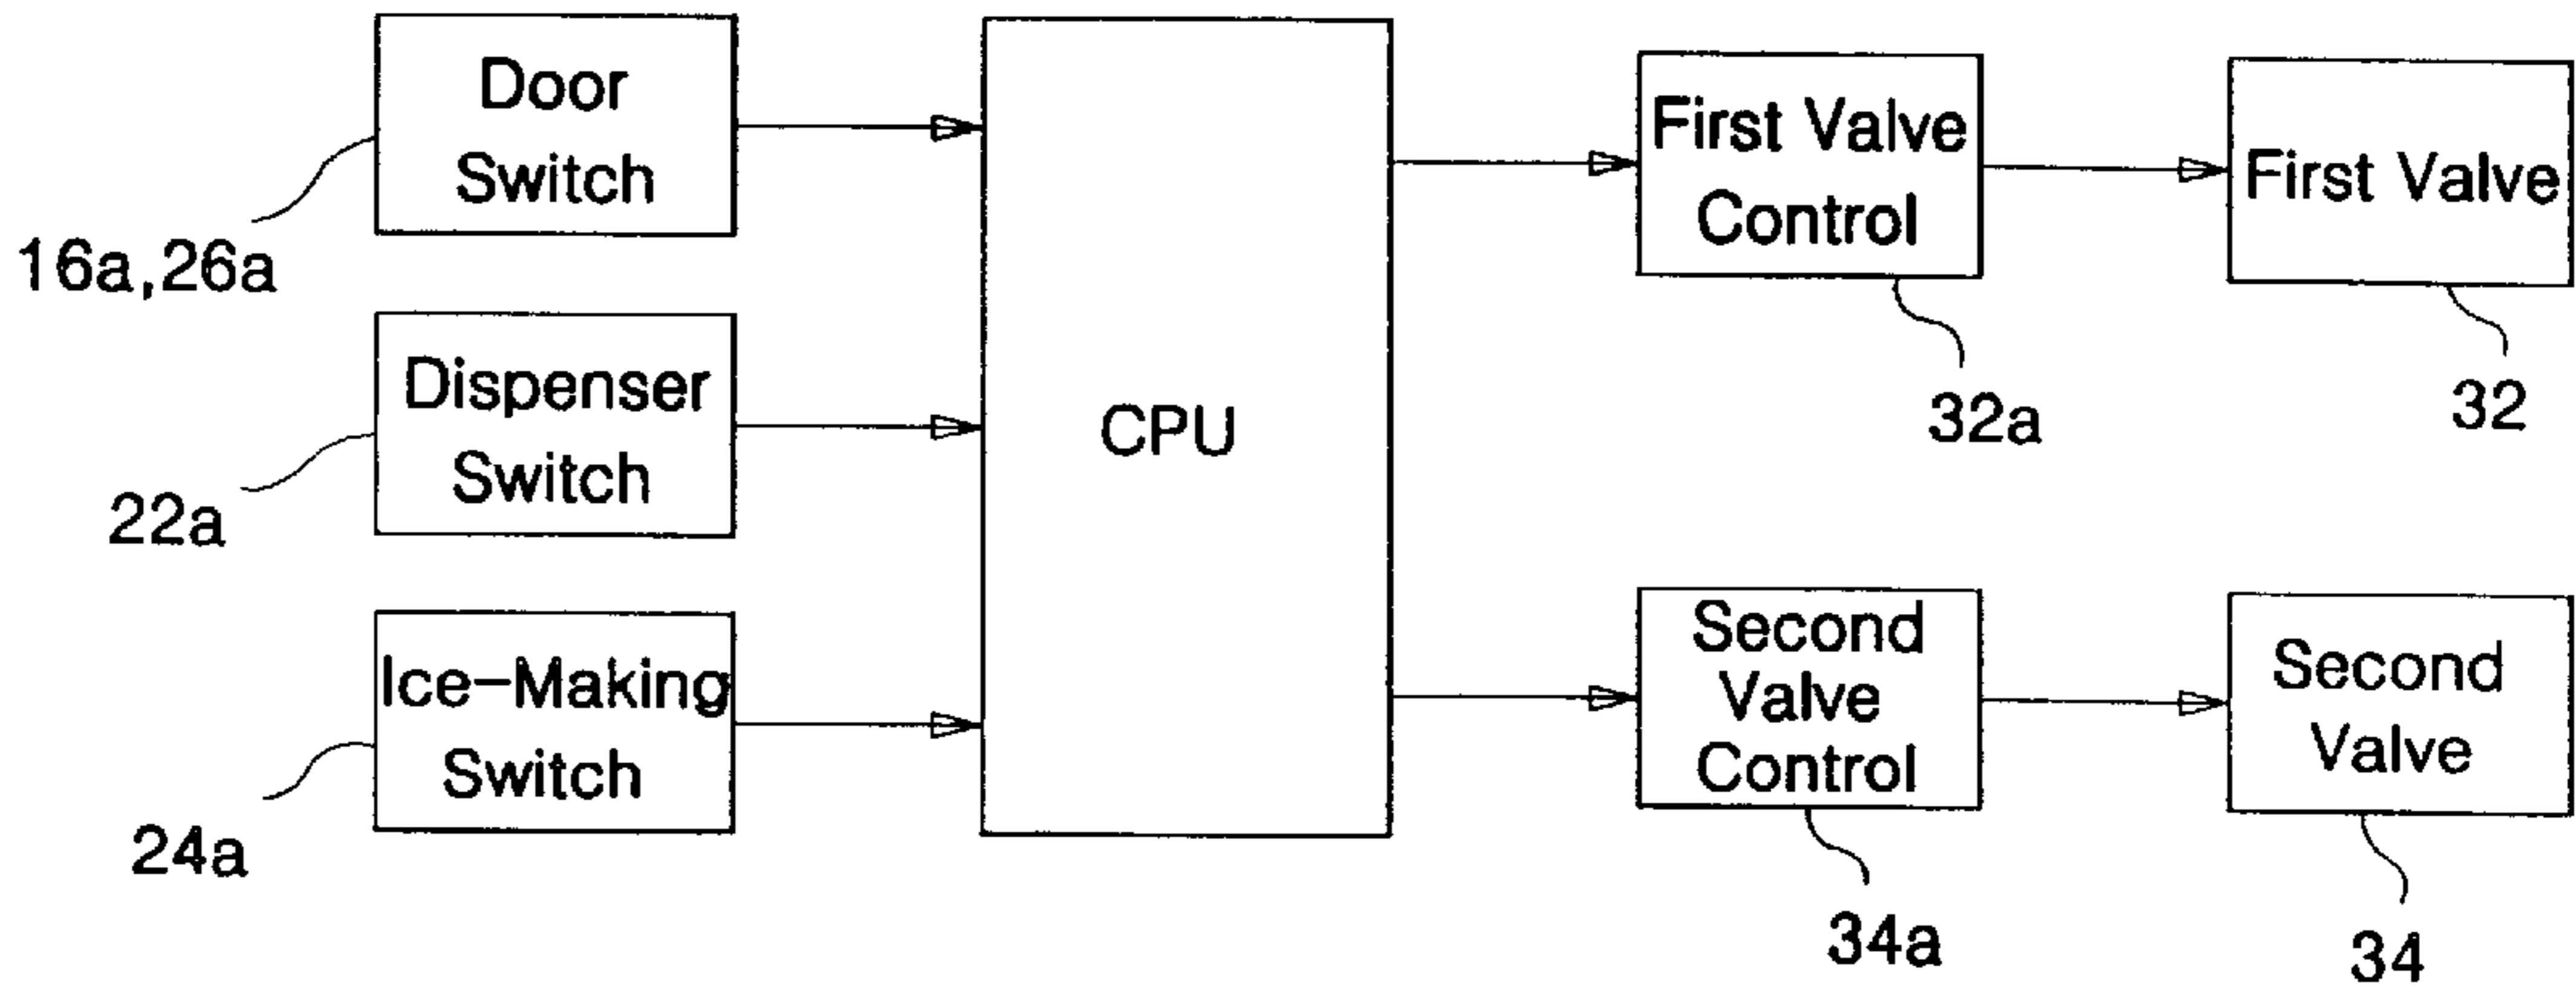 Door
Switch
16a,26a
Dispenser
Switch
22a
Ice-Making
Switch
24a
CPU
First Valve
Control
32a
First Valve
32
Second
Valve
Control
34a
Second
Valve
34